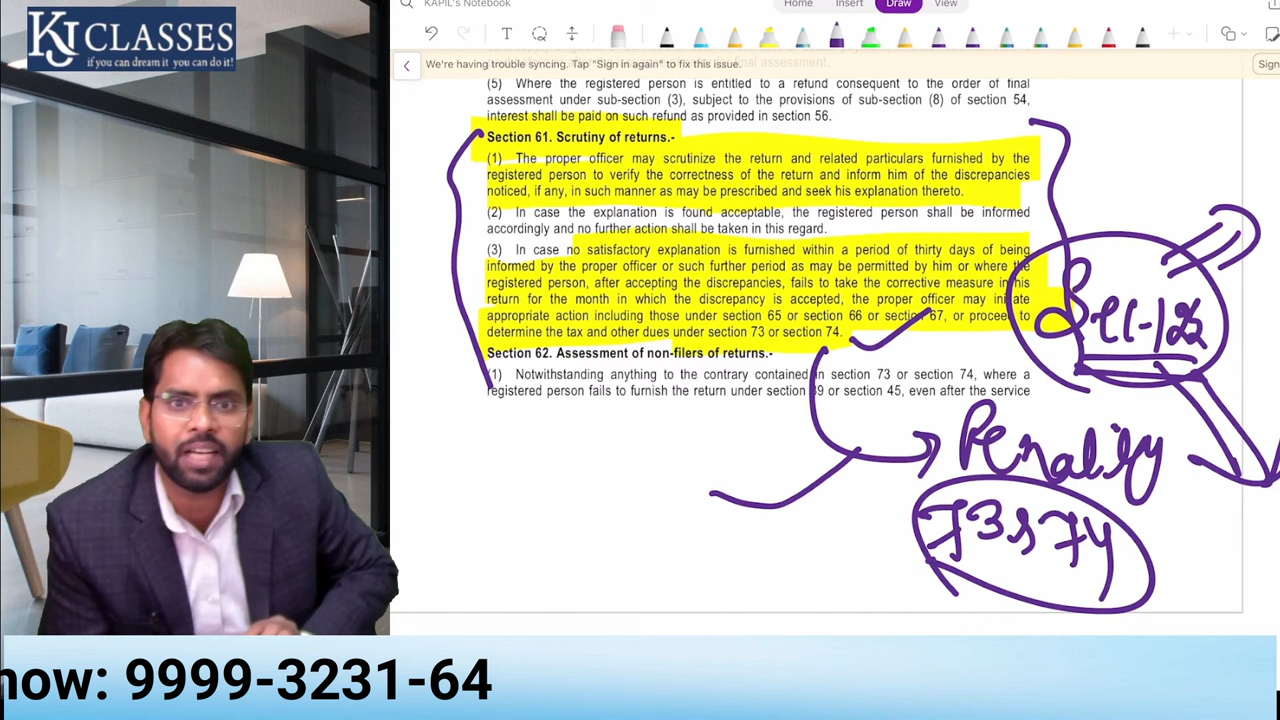 KJ CLASSES
if you can dream it you can do it!
KAPIL's Notebook
Home Insert Draw View
We're having trouble syncing. Tap "Sign in again" to fix this issue.
Sign
final assessment.
(5) Where the registered person is entitled to a refund consequent to the order of final
assessment under sub-section (3), subject to the provisions of sub-section (8) of section 54,
interest shall be paid on such refund as provided in section 56.
Section 61. Scrutiny of returns.-
(1) The proper officer may scrutinize the return and related particulars furnished by the
registered person to verify the correctness of the return and inform him of the discrepancies
noticed, if any, in such manner as may be prescribed and seek his explanation thereto.
(2) In case the explanation is found acceptable, the registered person shall be informed
accordingly and no further action shall be taken in this regard.
(3) In case no satisfactory explanation is furnished within a period of thirty days of being
informed by the proper officer or such further period as may be permitted by him or where the
registered person, after accepting the discrepancies, fails to take the corrective measure in his
return for the month in which the discrepancy is accepted, the proper officer may initiate
appropriate action including those under section 65 or section 66 or section 67, or proceed to
determine the tax and other dues under section 73 or section 74.
Section 62. Assessment of non-filers of returns.-
(1) Notwithstanding anything to the contrary contained in section 73 or section 74, where a
registered person fails to furnish the return under section 39 or section 45, even after the service
Penality
73 & 74
now: 9999-3231-64